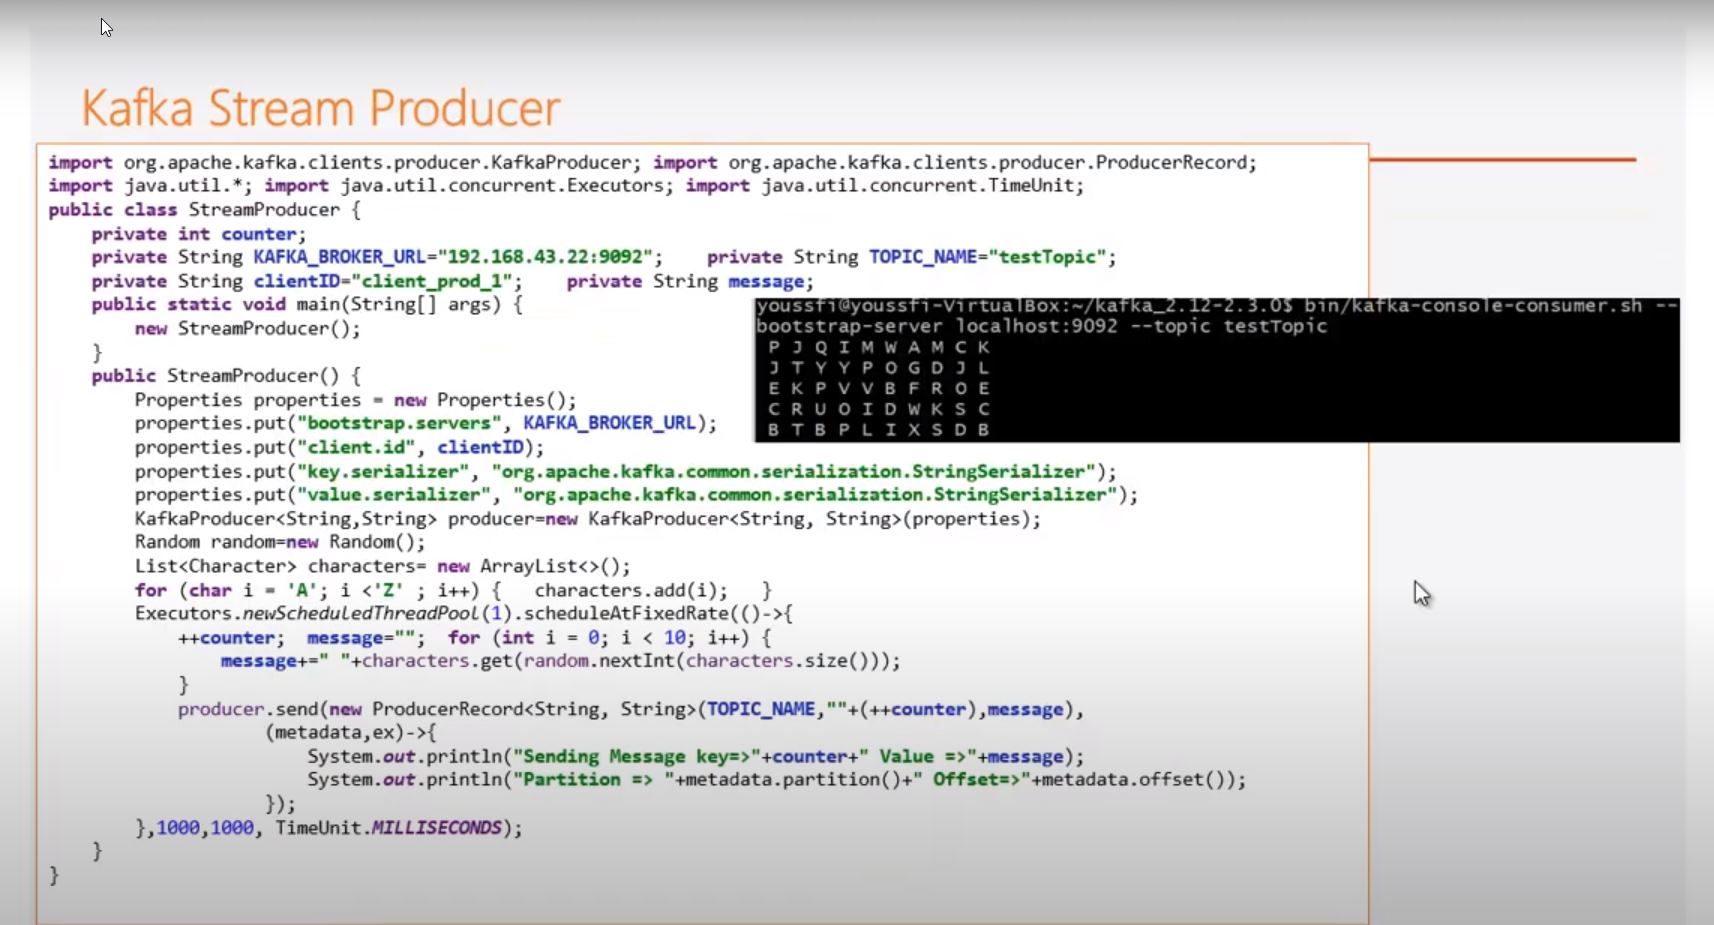 Kafka Stream Producer
import org.apache.kafka.clients.producer.KafkaProducer; import org.apache.kafka.clients.producer.ProducerRecord;
import java.util.*; import java.util.concurrent.Executors; import java.util.concurrent.TimeUnit;
public class StreamProducer {
private int counter;
private String KAFKA_BROKER_URL="192.168.43.22:9092"; private String TOPIC_NAME="testTopic";
private String clientID="client_prod_1"; private String message;
public static void main(String[] args) {
new StreamProducer();
}
public StreamProducer() {
Properties properties = new Properties();
properties.put("bootstrap.servers", KAFKA_BROKER_URL);
properties.put("client.id", clientID);
properties.put("key.serializer", "org.apache.kafka.common.serialization.StringSerializer");
properties.put("value.serializer", "org.apache.kafka.common.serialization.StringSerializer");
KafkaProducer<String,String> producer=new KafkaProducer<String, String>(properties);
Random random=new Random();
List<Character> characters= new ArrayList<>();
for (char i = 'A'; i <'Z' ; i++) { characters.add(i); }
Executors.newScheduledThreadPool(1).scheduleAtFixedRate(()->{
++counter; message=""; for (int i = 0; i < 10; i++) {
message+=" "+characters.get(random.nextInt(characters.size()));
}
producer.send(new ProducerRecord<String, String>(TOPIC_NAME,""+(++counter),message),
(metadata,ex)->{
System.out.println("Sending Message key=>"+counter+" Value =>"+message);
System.out.println("Partition => "+metadata.partition()+" Offset=>"+metadata.offset());
});
},1000,1000, TimeUnit.MILLISECONDS);
}
}
youssfi@youssfi-VirtualBox:~/kafka_2.12-2.3.0$ bin/kafka-console-consumer.sh --
bootstrap-server localhost:9092 --topic testTopic
P J Q I M W A M C K
J T Y Y P O G D J L
E K P V V B F R O E
C R U O I D W K S C
B T B P L I X S D B